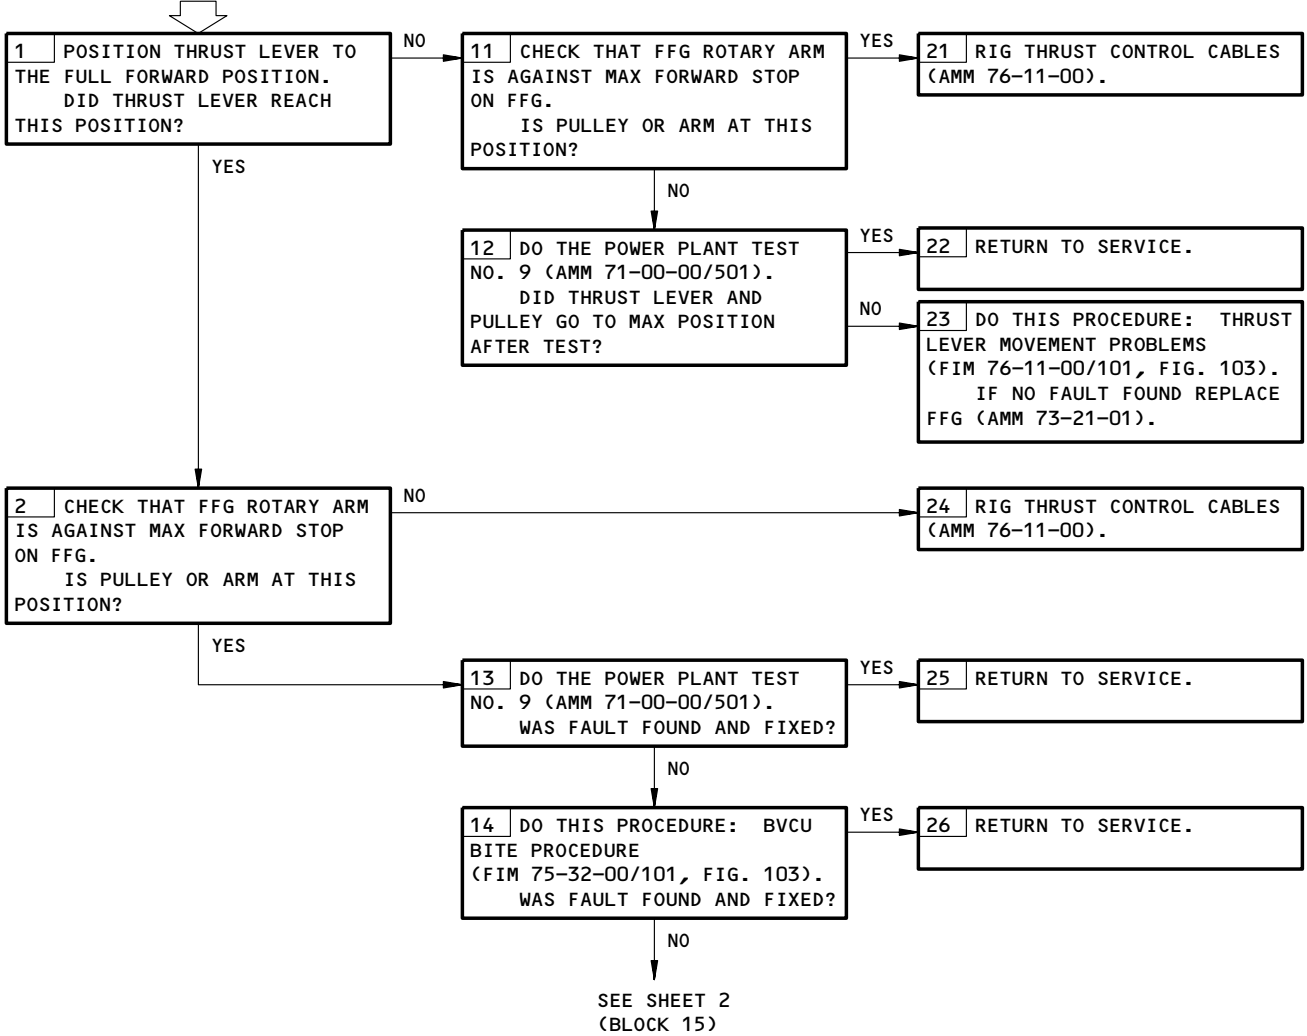 1 POSITION THRUST LEVER TO
THE FULL FORWARD POSITION.
DID THRUST LEVER REACH
THIS POSITION?
NO
YES
11 CHECK THAT FFG ROTARY ARM
IS AGAINST MAX FORWARD STOP
ON FFG.
IS PULLEY OR ARM AT THIS
POSITION?
YES
NO
21 RIG THRUST CONTROL CABLES
(AMM 76-11-00).
12 DO THE POWER PLANT TEST
NO. 9 (AMM 71-00-00/501).
DID THRUST LEVER AND
PULLEY GO TO MAX POSITION
AFTER TEST?
YES
NO
22 RETURN TO SERVICE.
23 DO THIS PROCEDURE: THRUST
LEVER MOVEMENT PROBLEMS
(FIM 76-11-00/101, FIG. 103).
IF NO FAULT FOUND REPLACE
FFG (AMM 73-21-01).
2 CHECK THAT FFG ROTARY ARM
IS AGAINST MAX FORWARD STOP
ON FFG.
IS PULLEY OR ARM AT THIS
POSITION?
NO
YES
24 RIG THRUST CONTROL CABLES
(AMM 76-11-00).
13 DO THE POWER PLANT TEST
NO. 9 (AMM 71-00-00/501).
WAS FAULT FOUND AND FIXED?
YES
NO
25 RETURN TO SERVICE.
14 DO THIS PROCEDURE: BVCU
BITE PROCEDURE
(FIM 75-32-00/101, FIG. 103).
WAS FAULT FOUND AND FIXED?
YES
NO
26 RETURN TO SERVICE.
SEE SHEET 2
(BLOCK 15)